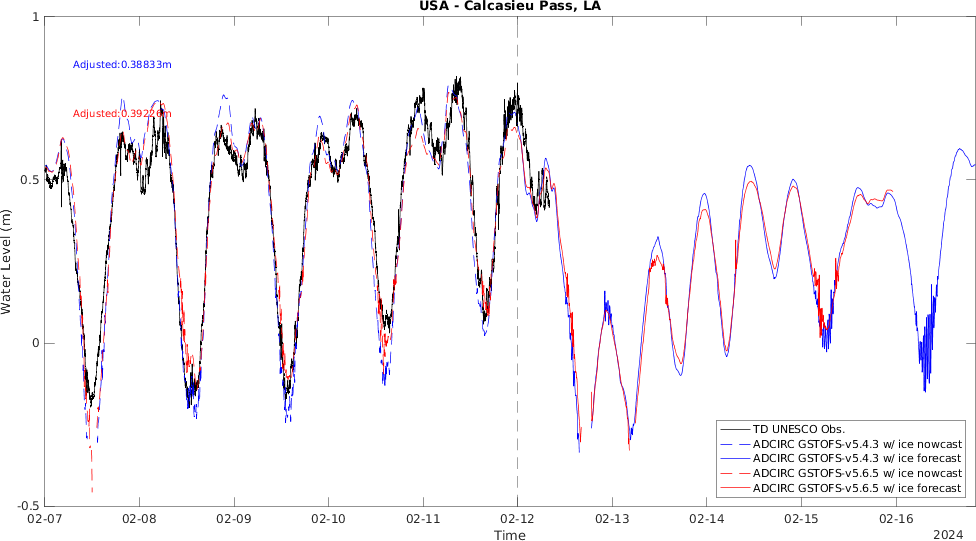 USA - Calcasieu Pass, LA
1
Adjusted:0.38833m
Adjusted:0.39226m
0.5
Water Level (m)
0
TD UNESCO Obs.
ADCIRC GSTOFS-v5.4.3 w/ ice nowcast
ADCIRC GSTOFS-v5.4.3 w/ ice forecast
ADCIRC GSTOFS-v5.6.5 w/ ice nowcast
ADCIRC GSTOFS-v5.6.5 w/ ice forecast
-0.5
02-07 02-08 02-09 02-10 02-11 02-12 02-13 02-14 02-15 02-16
Time
2024